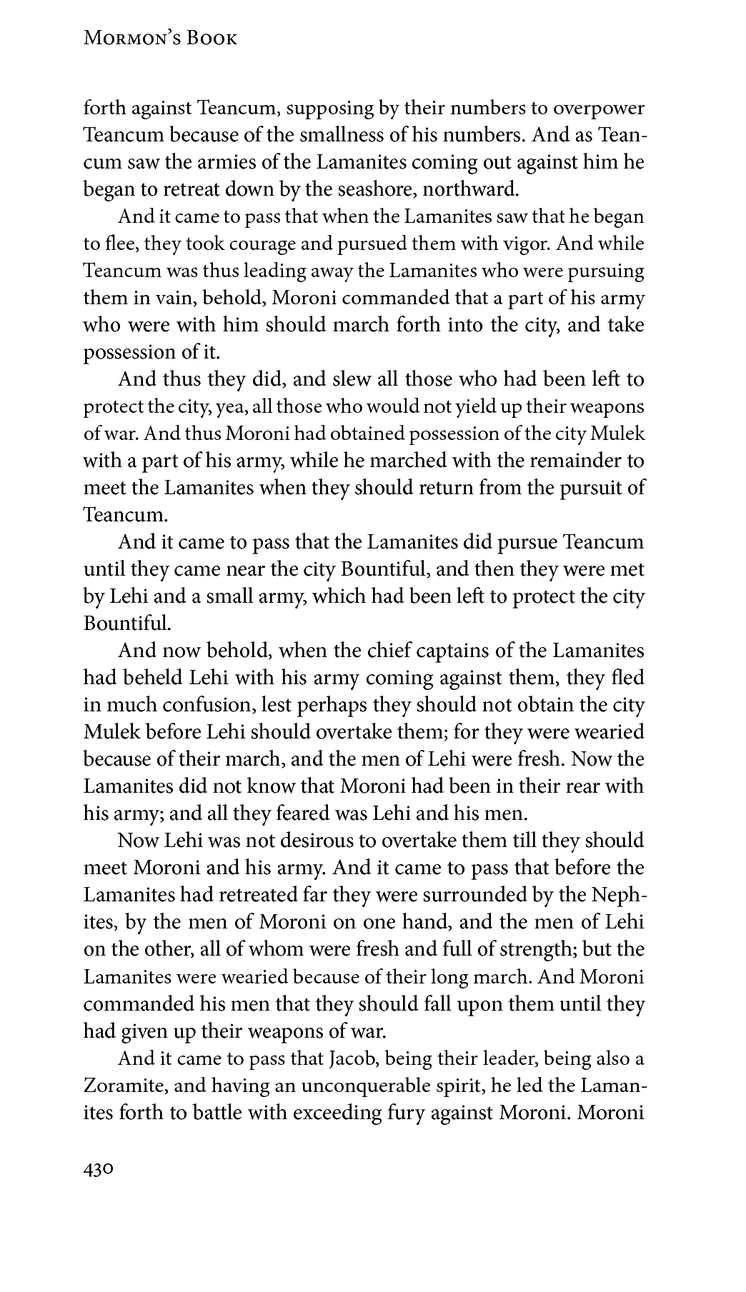 Mormon’s Book
forth against Teancum, supposing by their numbers to overpower
Teancum because of the smallness of his numbers. And as Tean-
cum saw the armies of the Lamanites coming out against him he
began to retreat down by the seashore, northward.
And it came to pass that when the Lamanites saw that he began
to flee, they took courage and pursued them with vigor. And while
Teancum was thus leading away the Lamanites who were pursuing
them in vain, behold, Moroni commanded that a part of his army
who were with him should march forth into the city, and take
possession of it.
And thus they did, and slew all those who had been left to
protect the city, yea, all those who would not yield up their weapons
of war. And thus Moroni had obtained possession of the city Mulek
with a part of his army, while he marched with the remainder to
meet the Lamanites when they should return from the pursuit of
Teancum.
And it came to pass that the Lamanites did pursue Teancum
until they came near the city Bountiful, and then they were met
by Lehi and a small army, which had been left to protect the city
Bountiful.
And now behold, when the chief captains of the Lamanites
had beheld Lehi with his army coming against them, they fled
in much confusion, lest perhaps they should not obtain the city
Mulek before Lehi should overtake them; for they were wearied
because of their march, and the men of Lehi were fresh. Now the
Lamanites did not know that Moroni had been in their rear with
his army; and all they feared was Lehi and his men.
Now Lehi was not desirous to overtake them till they should
meet Moroni and his army. And it came to pass that before the
Lamanites had retreated far they were surrounded by the Neph-
ites, by the men of Moroni on one hand, and the men of Lehi
on the other, all of whom were fresh and full of strength; but the
Lamanites were wearied because of their long march. And Moroni
commanded his men that they should fall upon them until they
had given up their weapons of war.
And it came to pass that Jacob, being their leader, being also a
Zoramite, and having an unconquerable spirit, he led the Laman-
ites forth to battle with exceeding fury against Moroni. Moroni
430